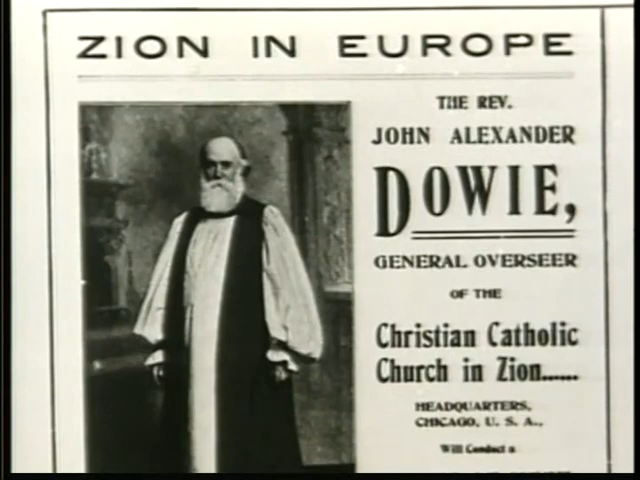 ZION IN EUROPE
THE REV.
JOHN ALEXANDER
DOWIE,
GENERAL OVERSEER
OF THE
Christian Catholic
Church in Zion......
HEADQUARTERS,
CHICAGO, U. S. A.,
Will Conduct a